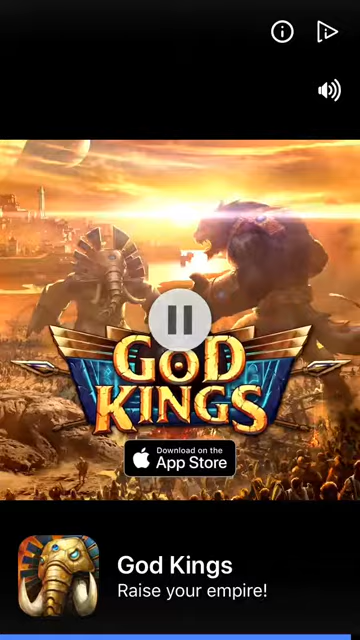 GOD
KINGS
Download on the
App Store
God Kings
Raise your empire!